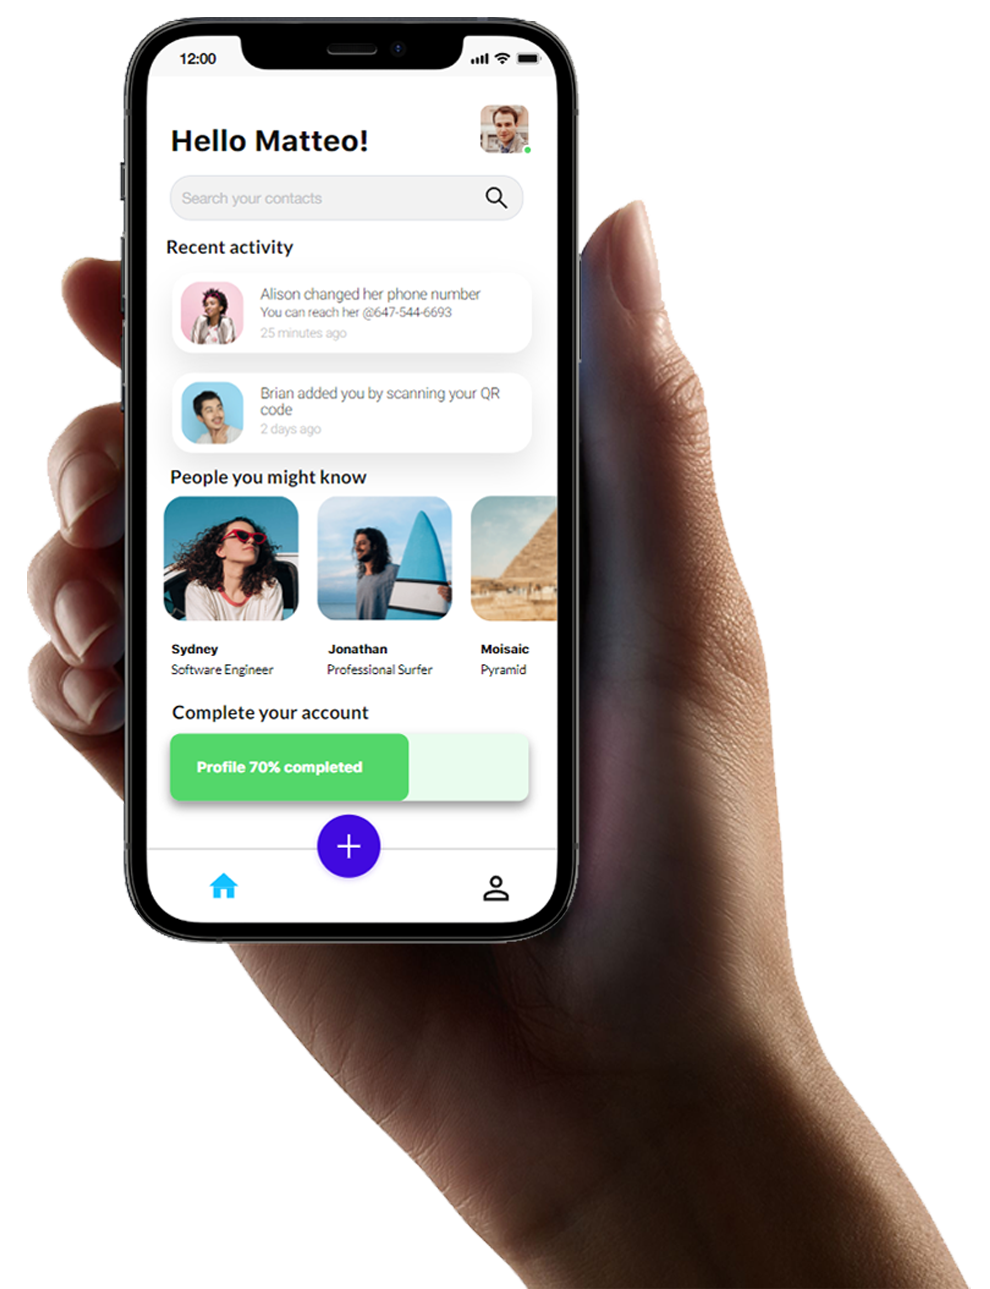 12:00
Hello Matteo!
Search your contacts
Recent activity
Alison changed her phone number
You can reach her @647-544-6693
25 minutes ago
Brian added you by scanning your QR
code
2 days ago
People you might know
Sydney Jonathan Moisaic
Software Engineer Professional Surfer Pyramid
Complete your account
Profile 70% completed